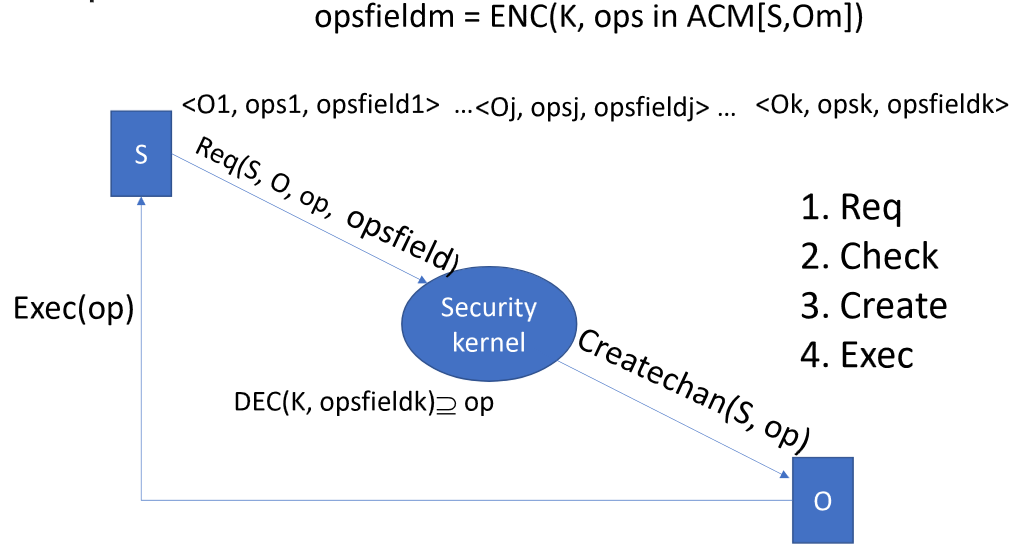 opsfieldm = ENC(K, ops in ACM[S,Om])
<O1, ops1, opsfield1> ...<Oj, opsj, opsfieldj> ... <Ok, opsk, opsfieldk>
S
Req(S, O, op, opsfield)
1. Req
2. Check
3. Create
4. Exec
Exec(op)
Security
kernel
Createchan(S, op)
DEC(K, opsfieldk)⊇ op
O